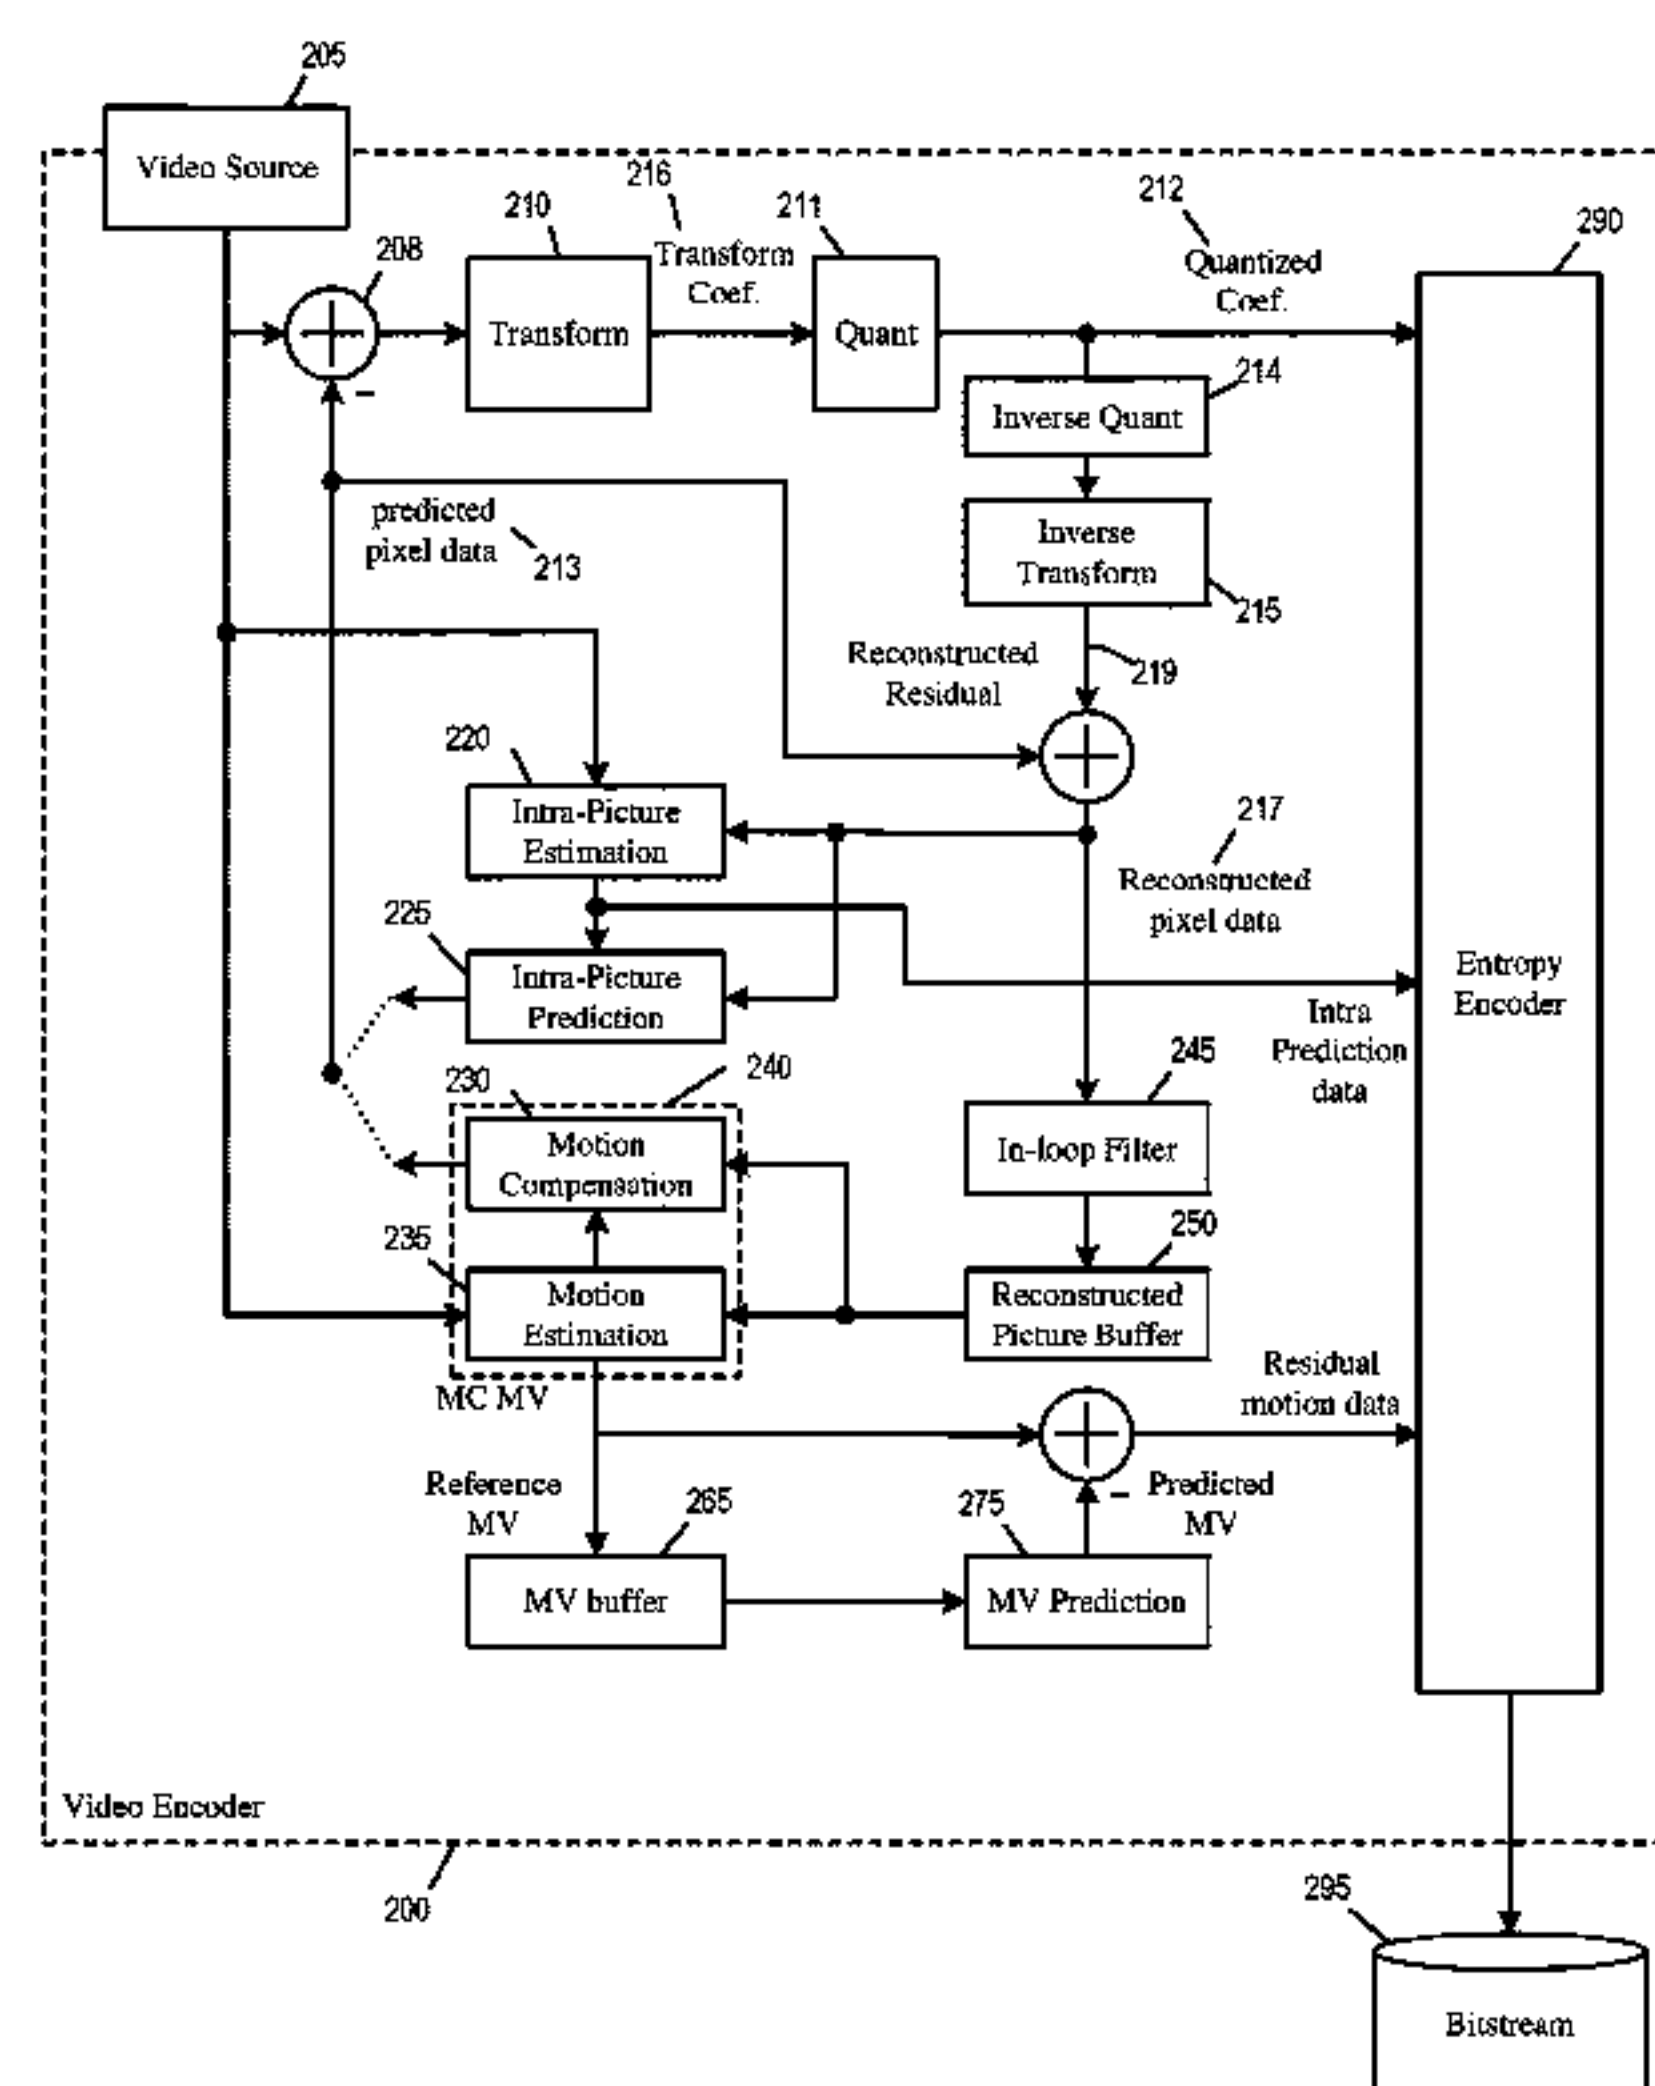 205
Video Source
208
210
216
Transform
Coef.
211
212
Quantized
Coef.
290
Transform
Quant
214
Inverse Quant
predicted
pixel data
213
Inverse
Transform
215
Reconstructed
Residual
219
220
Intra-Picture
Estimation
217
Reconstructed
pixel data
225
Intra-Picture
Prediction
Entropy
Encoder
Intra
Prediction
data
230
240
245
Motion
Compensation
In-loop Filter
235
250
Motion
Estimation
Reconstructed
Picture Buffer
MC MV
Residual
motion data
Reference
MV
265
275
Predicted
MV
MV buffer
MV Prediction
Video Encoder
200
295
Bitstream